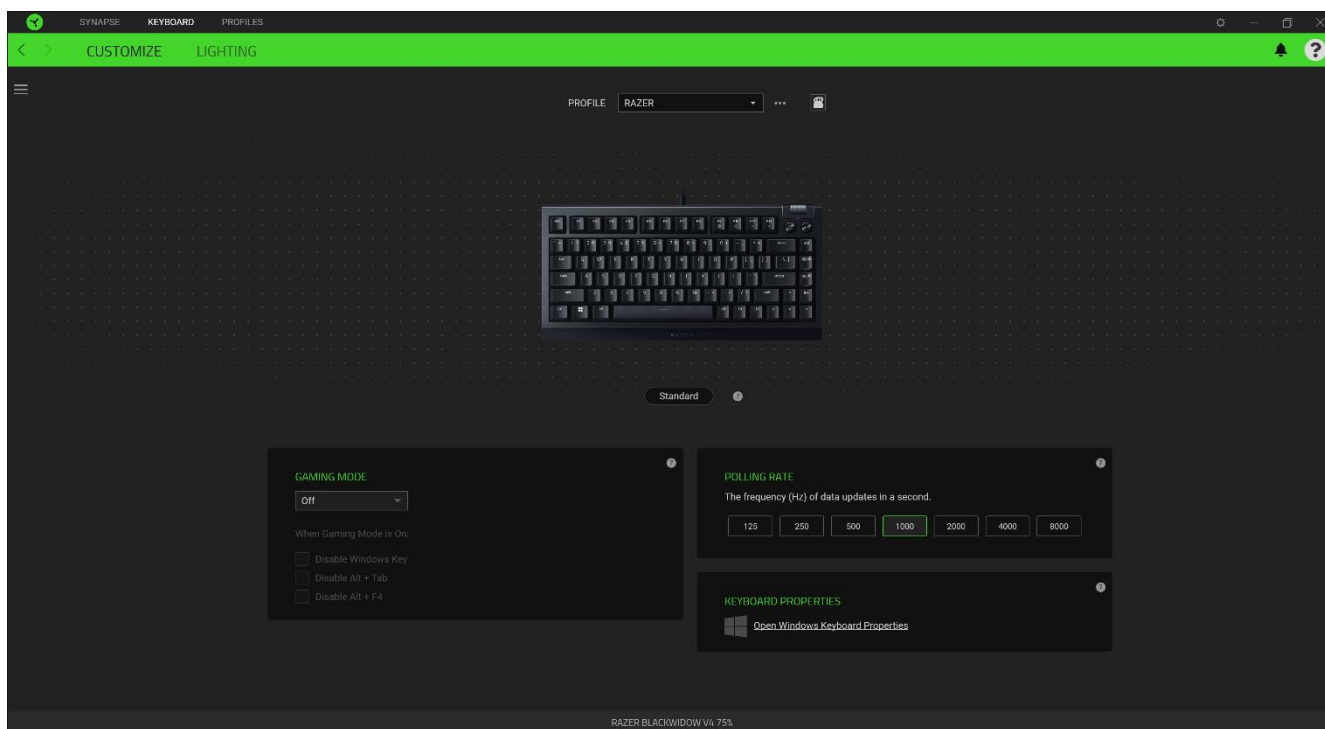 SYNAPSE KEYBOARD PROFILES
CUSTOMIZE LIGHTING
PROFILE RAZER
Standard
GAMING MODE
Off
When Gaming Mode is On:
Disable Windows Key
Disable Alt + Tab
Disable Alt + F4
POLLING RATE
The frequency (Hz) of data updates in a second.
125 250 500 1000 2000 4000 8000
KEYBOARD PROPERTIES
Open Windows Keyboard Properties
RAZER BLACKWIDOW V4 75%